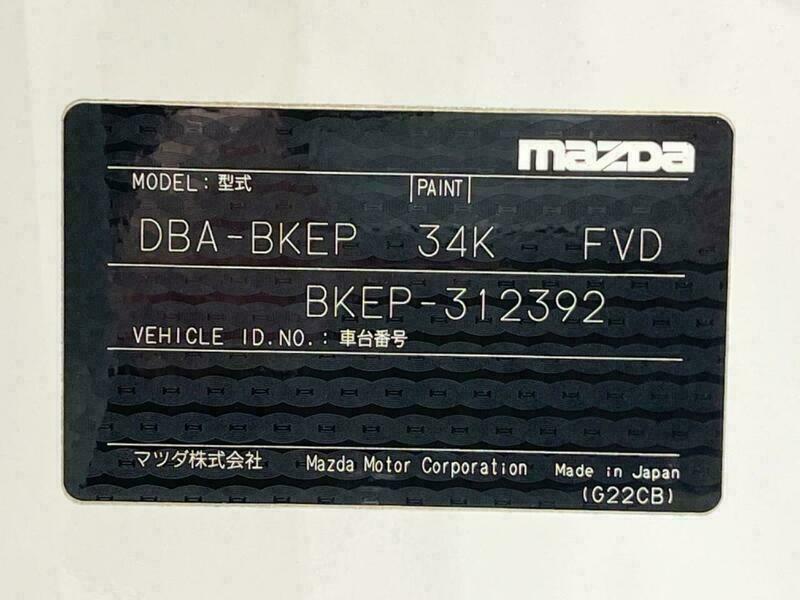 mazda
MODEL: 型式 PAINT
DBA-BKEP 34K FVD
BKEP-312392
VEHICLE ID.NO.: 車台番号
マツダ株式会社 Mazda Motor Corporation Made in Japan
(G22CB)